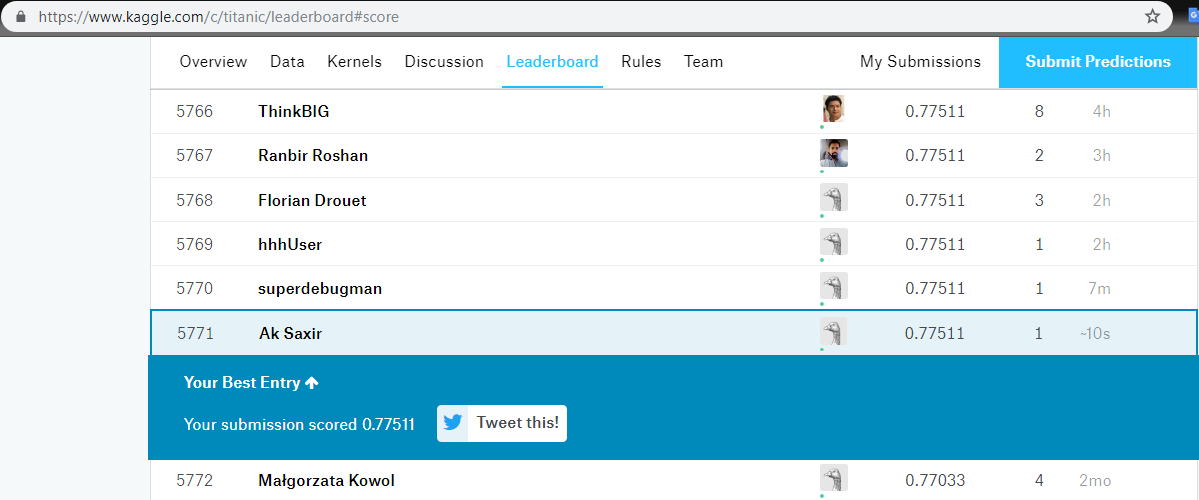 https://www.kaggle.com/c/titanic/leaderboard#score
Overview Data Kernels Discussion Leaderboard Rules Team My Submissions Submit Predictions
5766 ThinkBIG 0.77511 8 4h
5767 Ranbir Roshan 0.77511 2 3h
5768 Florian Drouet 0.77511 3 2h
5769 hhhUser 0.77511 1 2h
5770 superdebugman 0.77511 1 7m
5771 Ak Saxir 0.77511 1 ~10s
Your Best Entry ↑
Your submission scored 0.77511 Tweet this!
5772 Małgorzata Kowol 0.77033 4 2mo